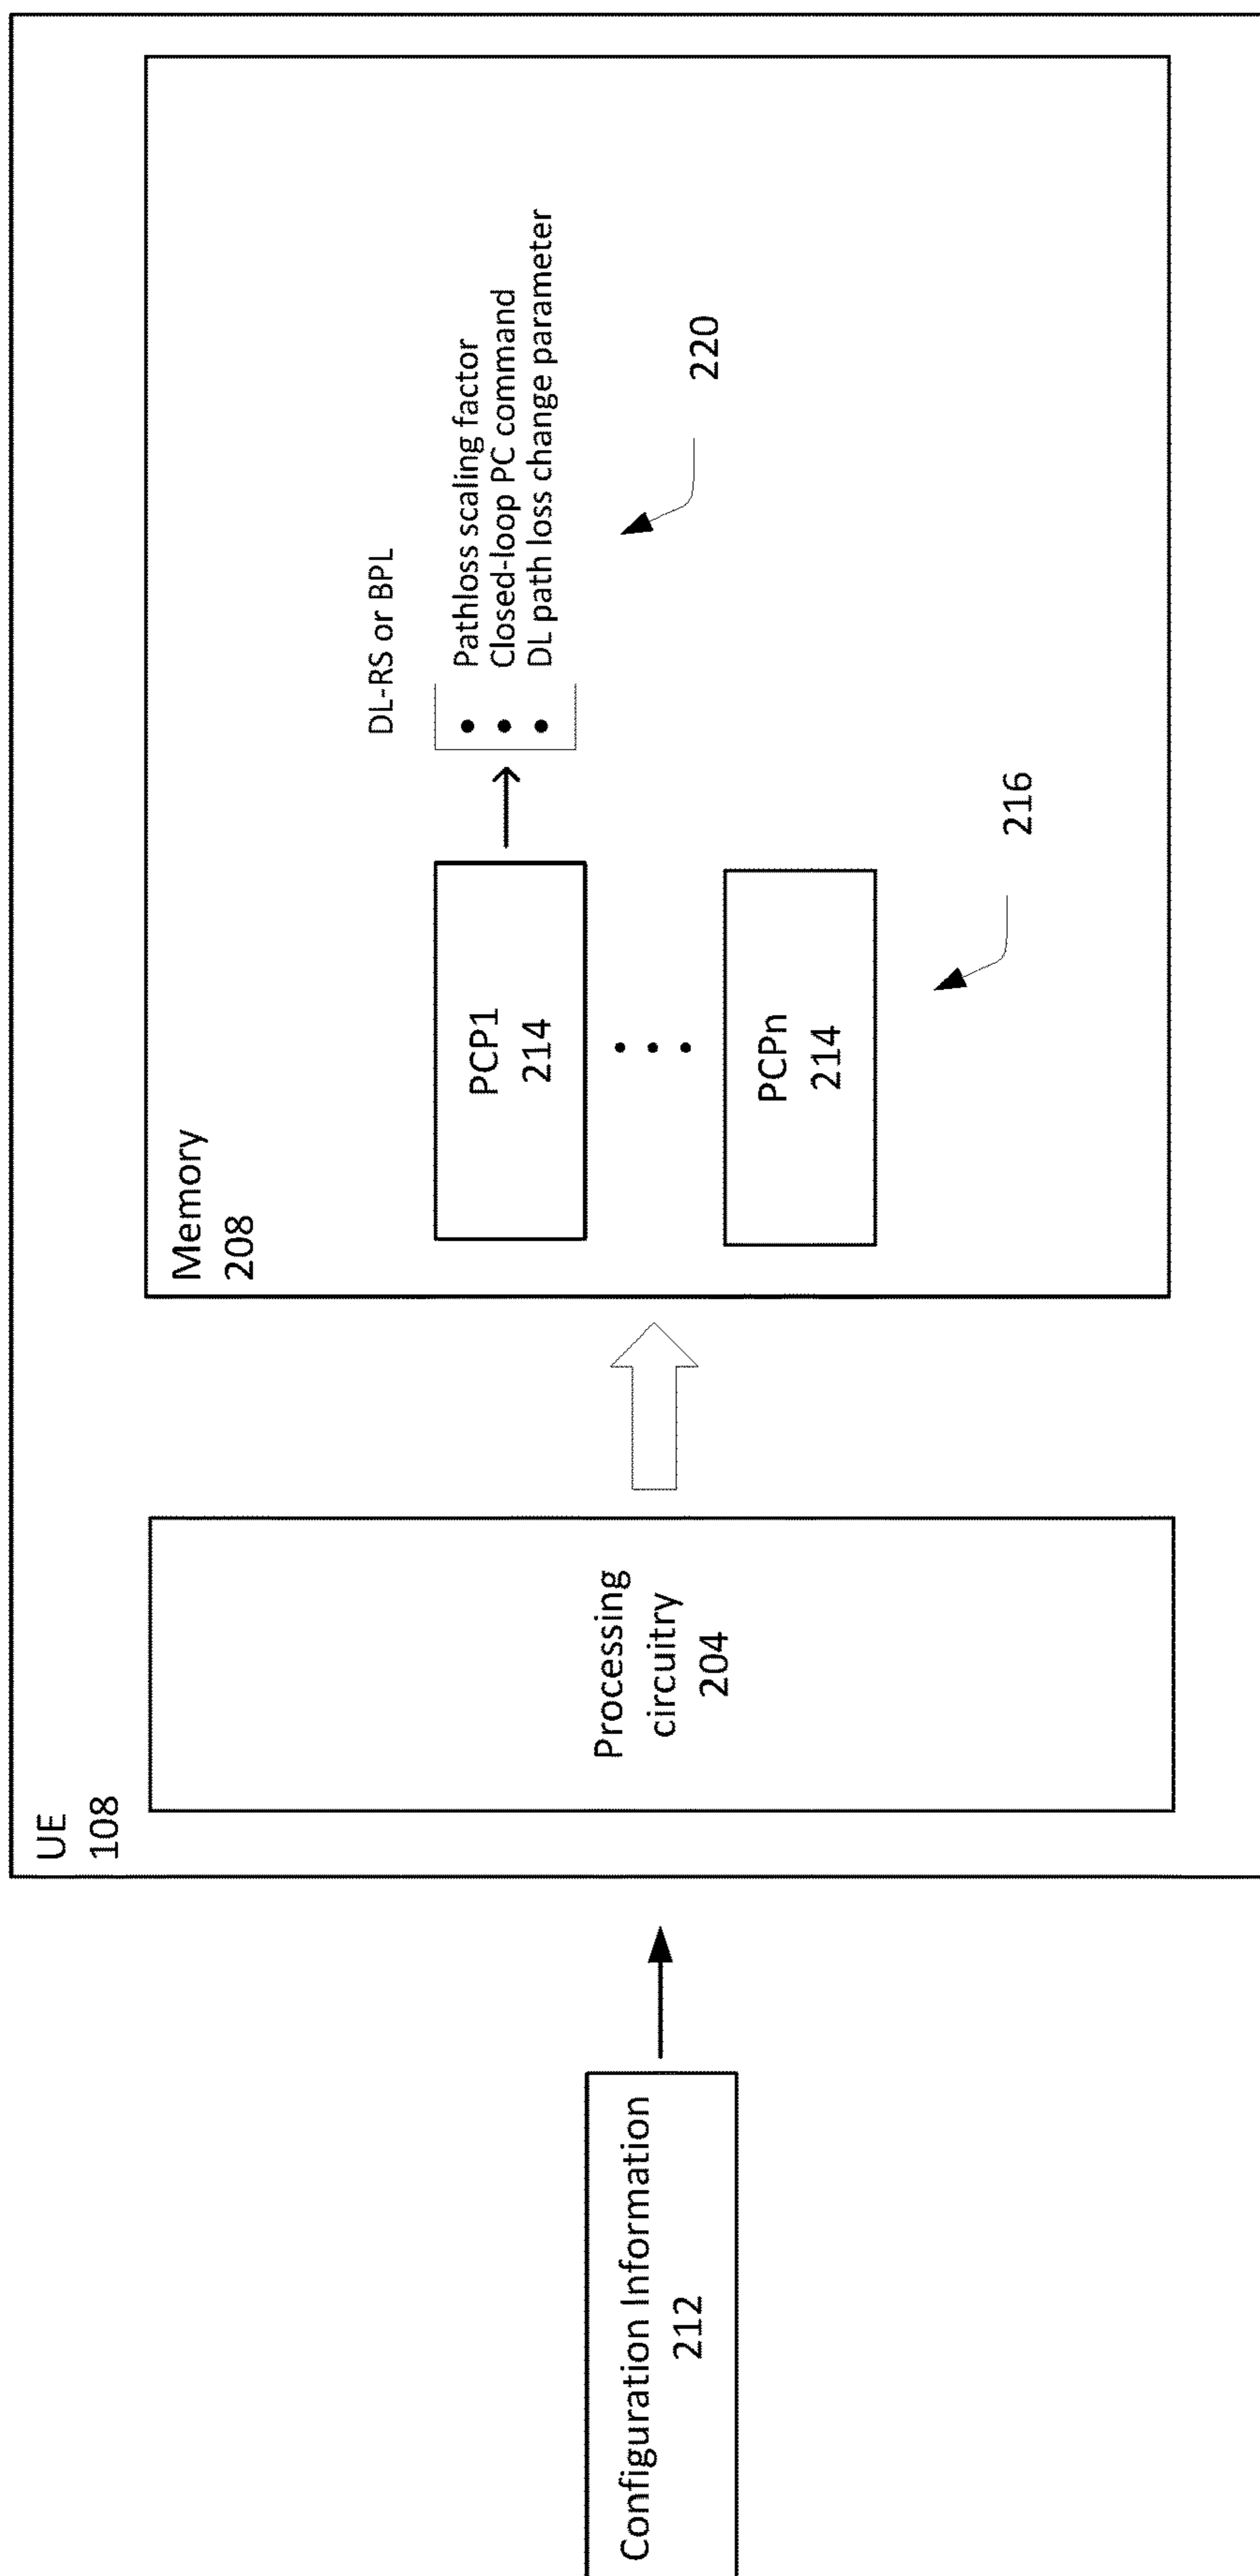 UE
108
Configuration Information
212
Processing
circuitry
204
Memory
208
PCP1
214
PCPn
214
216
DL-RS or BPL
Pathloss scaling factor
Closed-loop PC command
DL path loss change parameter
220